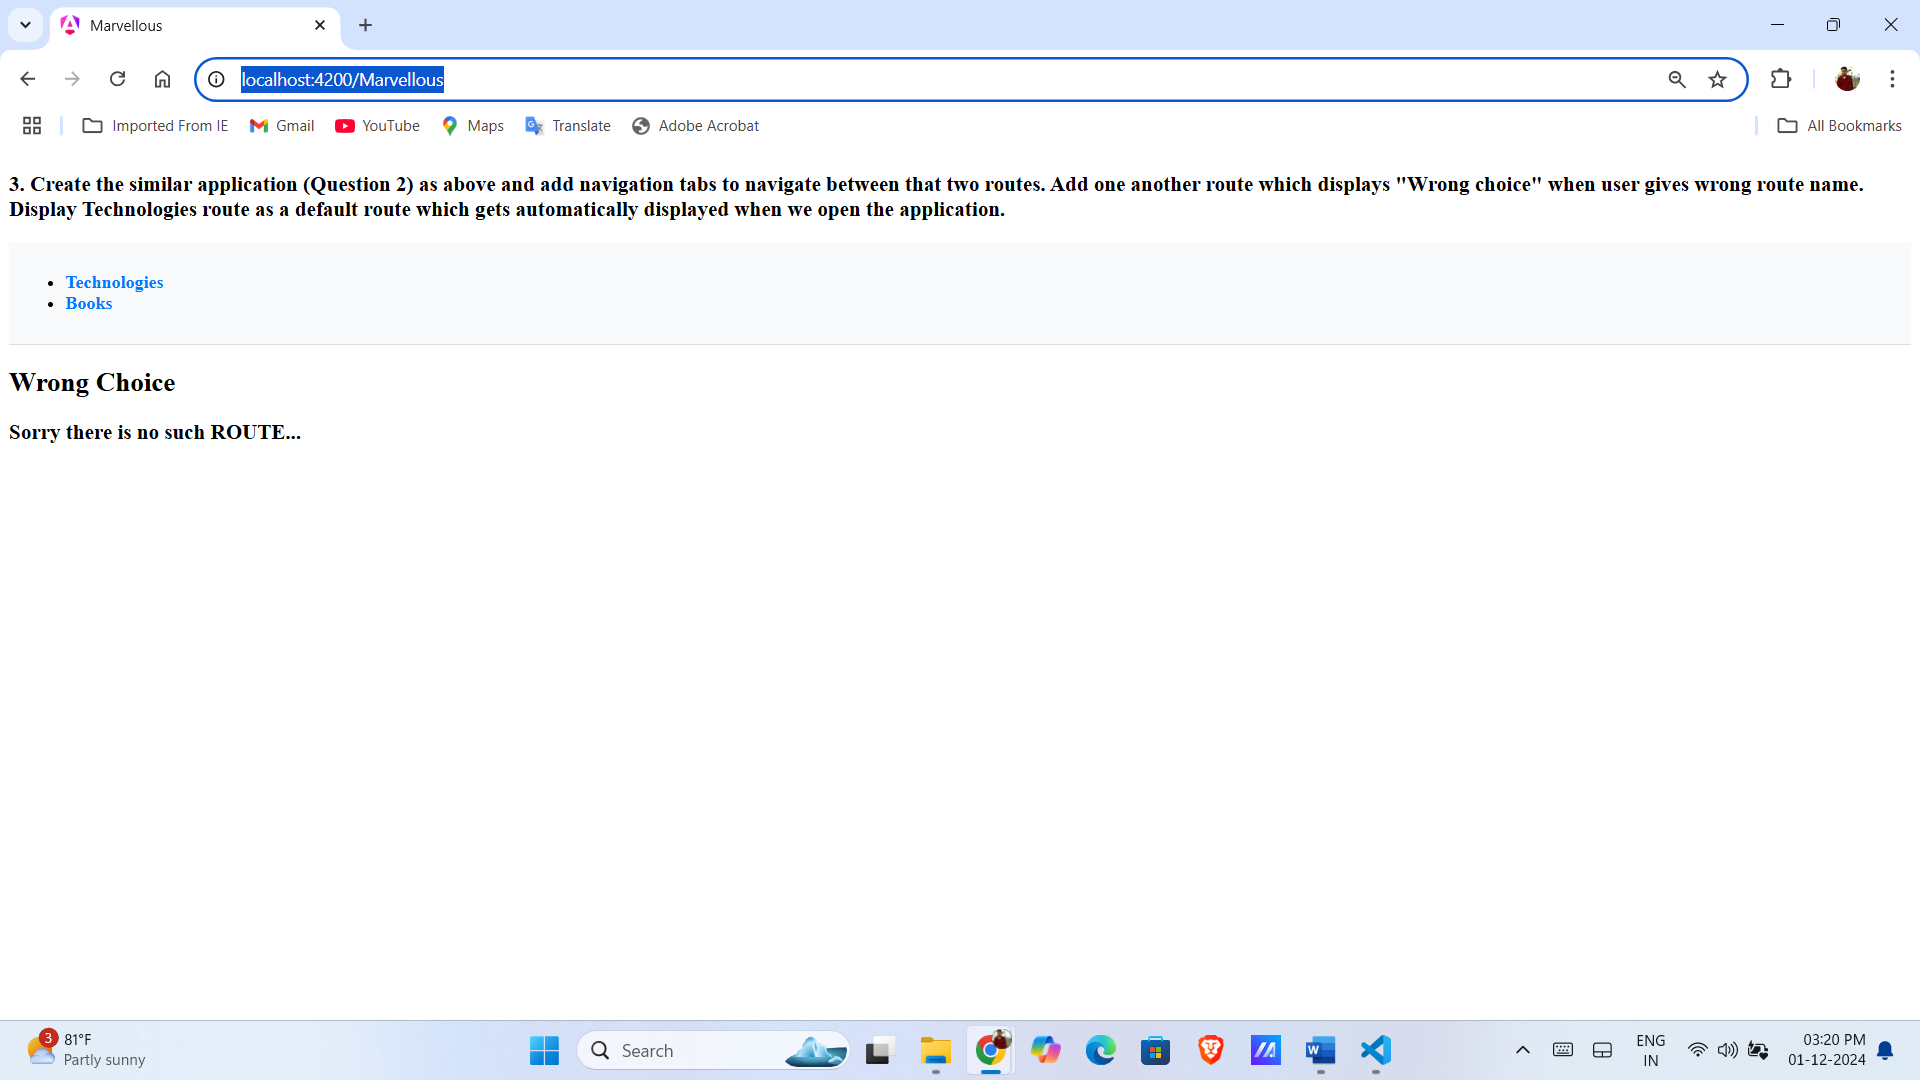 Marvellous
localhost:4200/Marvellous
Imported From IE
Gmail
YouTube
Maps
Translate
Adobe Acrobat
All Bookmarks
3. Create the similar application (Question 2) as above and add navigation tabs to navigate between that two routes. Add one another route which displays "Wrong choice" when user gives wrong route name.
Display Technologies route as a default route which gets automatically displayed when we open the application.
• Technologies
• Books
Wrong Choice
Sorry there is no such ROUTE...
3
81°F
Partly sunny
Search
W
ENG
IN
03:20 PM
01-12-2024